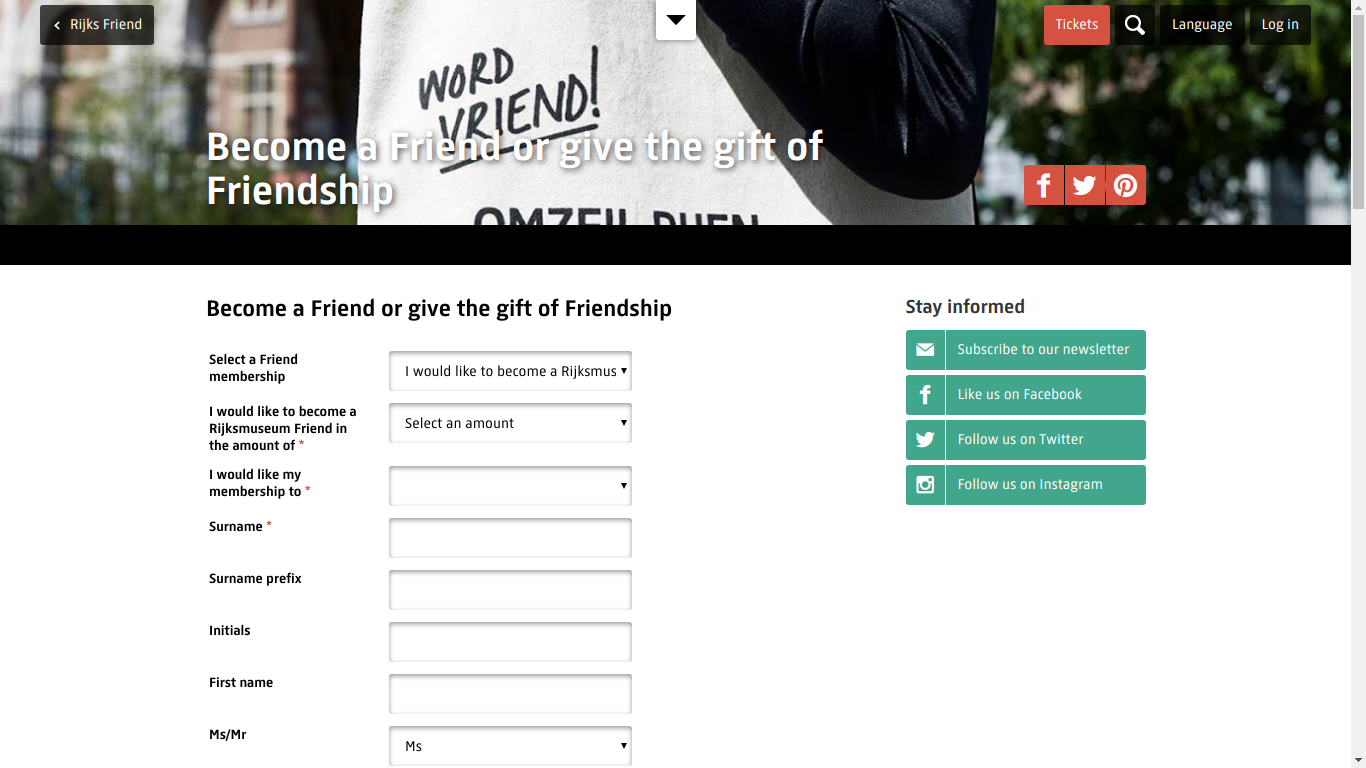 Rijks Friend
Tickets
Language
Log in
WORD
VRIEND!
Become a Friend or give the gift of
Friendship
Become a Friend or give the gift of Friendship
Select a Friend
membership
I would like to become a Rijksmus
I would like to become a
Rijksmuseum Friend in
the amount of *
Select an amount
I would like my
membership to *
Surname *
Surname prefix
Initials
First name
Ms/Mr
Ms
Stay informed
Subscribe to our newsletter
Like us on Facebook
Follow us on Twitter
Follow us on Instagram